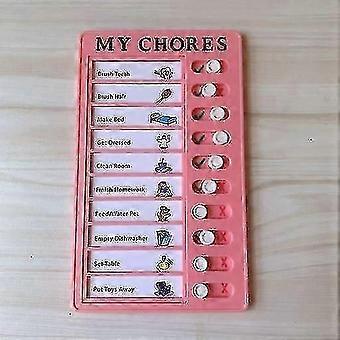 MY CHORES
Brush Teeth
Brush Hair
Make Bed
Get Dressed
Clean Room
Finish Homework
Feed/Water Pet
Empty Dishwasher
Set Table
Put Toys Away